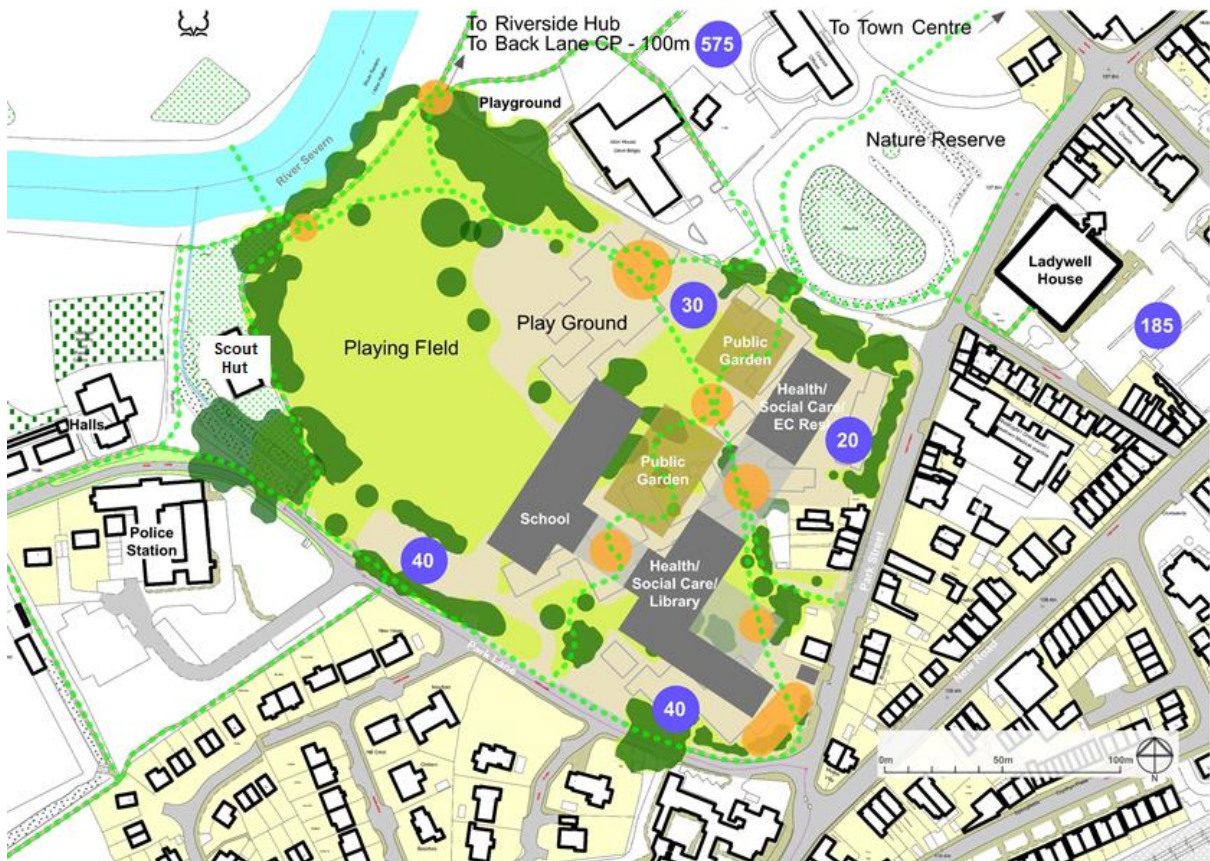 To Riverside Hub
To Back Lane CP - 100m
575
To Town Centre
Playground
River Severn
Nature Reserve
Ladywell
House
185
30
Play Ground
Public
Garden
Playing FIeld
Scout
Hut
Health/
Social Care/
EC Res
20
Halls
Public
Garden
School
Police
Station
40
Health/
Social Care/
Library
Park Street
New Road
Park Lane
40
0m
50m
100m
N